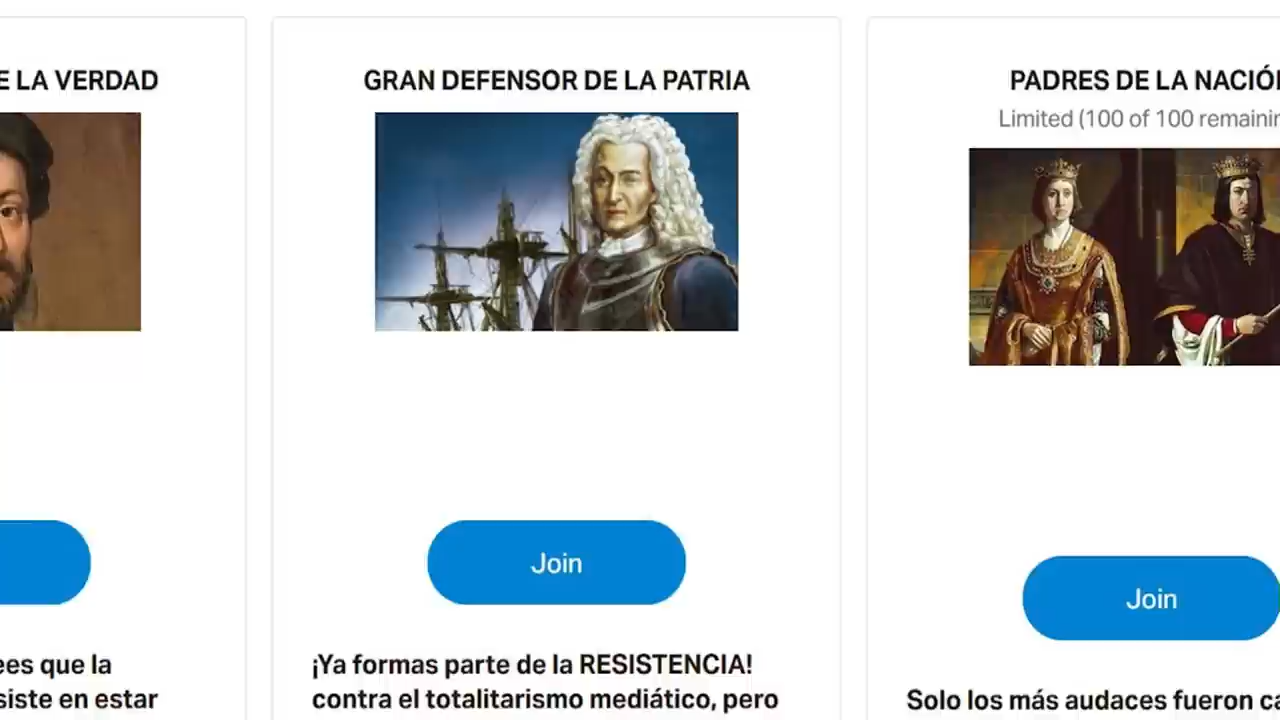 E LA VERDAD
ees que la
siste en estar
GRAN DEFENSOR DE LA PATRIA
Join
¡Ya formas parte de la RESISTENCIA!
contra el totalitarismo mediático, pero
PADRES DE LA NACIÓ
Limited (100 of 100 remainin
Join
Solo los más audaces fueron ca